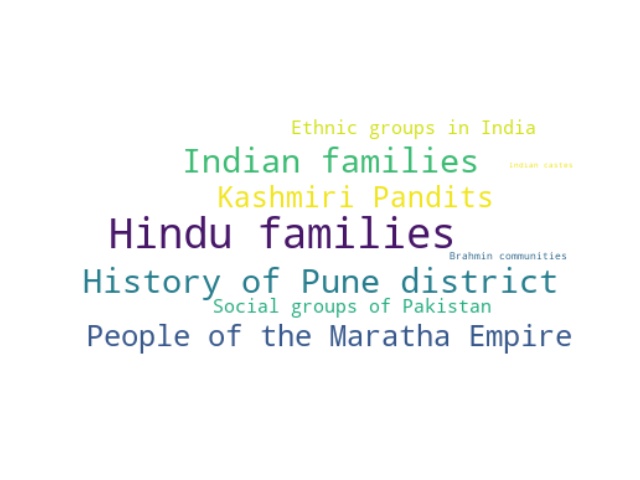 Ethnic groups in India
Indian families
Indian castes
Kashmiri Pandits
Hindu families
Brahmin communities
History of Pune district
Social groups of Pakistan
People of the Maratha Empire